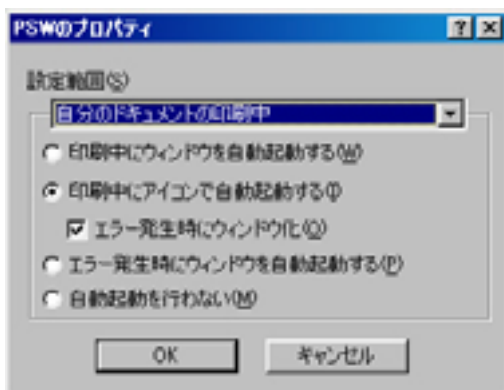 PSWのプロパティ
設定範囲(S)
自分のドキュメントの印刷中
印刷中にウィンドウを自動起動する(W)
印刷中にアイコンで自動起動する(I)
エラー発生時にウィンドウ化(O)
エラー発生時にウィンドウを自動起動する(P)
自動起動を行わない(M)
OK キャンセル